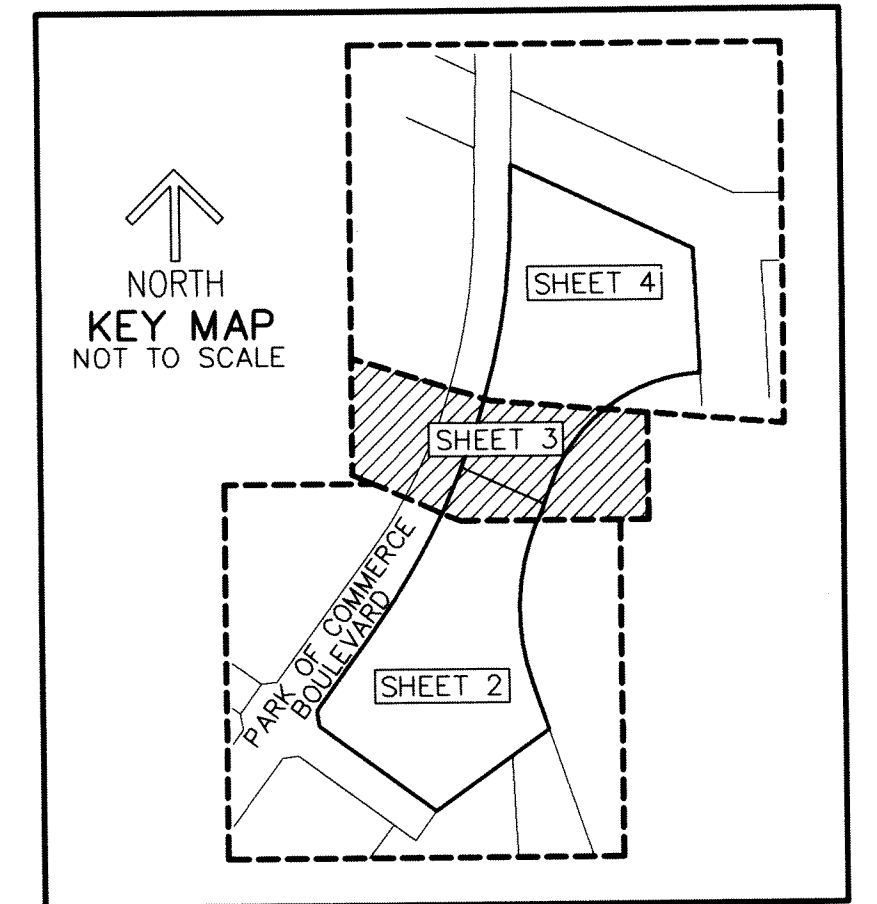 SHEET 4
NORTH
KEY MAP
NOT TO SCALE
SHEET 3
PARK OF COMMERCE
BOULEVARD
SHEET 2